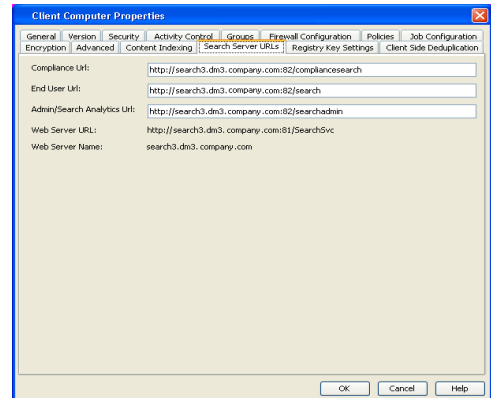 Client Computer Properties
General Version Security Activity Control Groups Firewall Configuration Policies Job Configuration
Encryption Advanced Content Indexing Search Server URLs Registry Key Settings Client Side Deduplication
Compliance Url: http://search3.dm3.company.com:82/compliancesearch
End User Url: http://search3.dm3.company.com:82/search
Admin/Search Analytics Url: http://search3.dm3.company.com:82/searchadmin
Web Server URL: http://search3.dm3.company.com:81/SearchSvc
Web Server Name: search3.dm3.company.com
OK Cancel Help